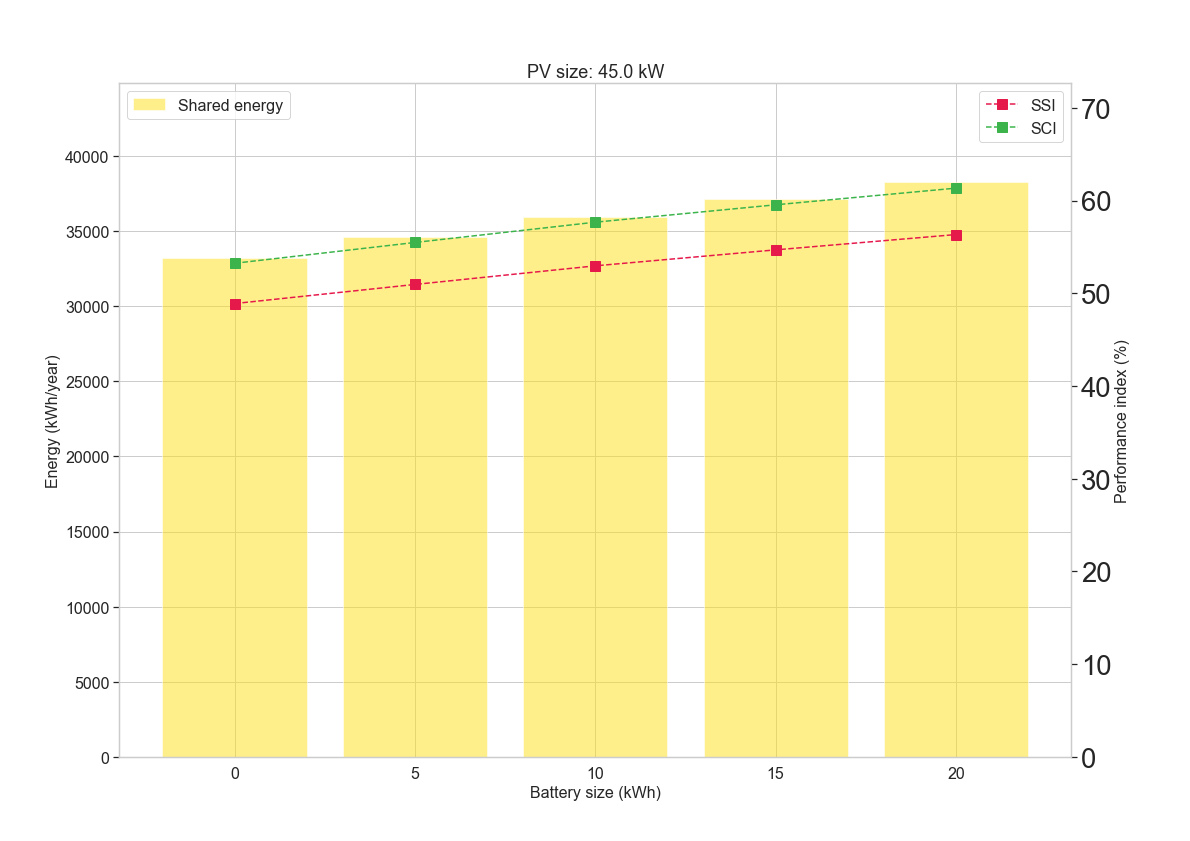 PV size: 45.0 kW
Shared energy
SSI
SCI
Energy (kWh/year)
40000
35000
30000
25000
20000
15000
10000
5000
0
70
60
50
40
30
20
10
0
Performance index (%)
0 5 10 15 20
Battery size (kWh)